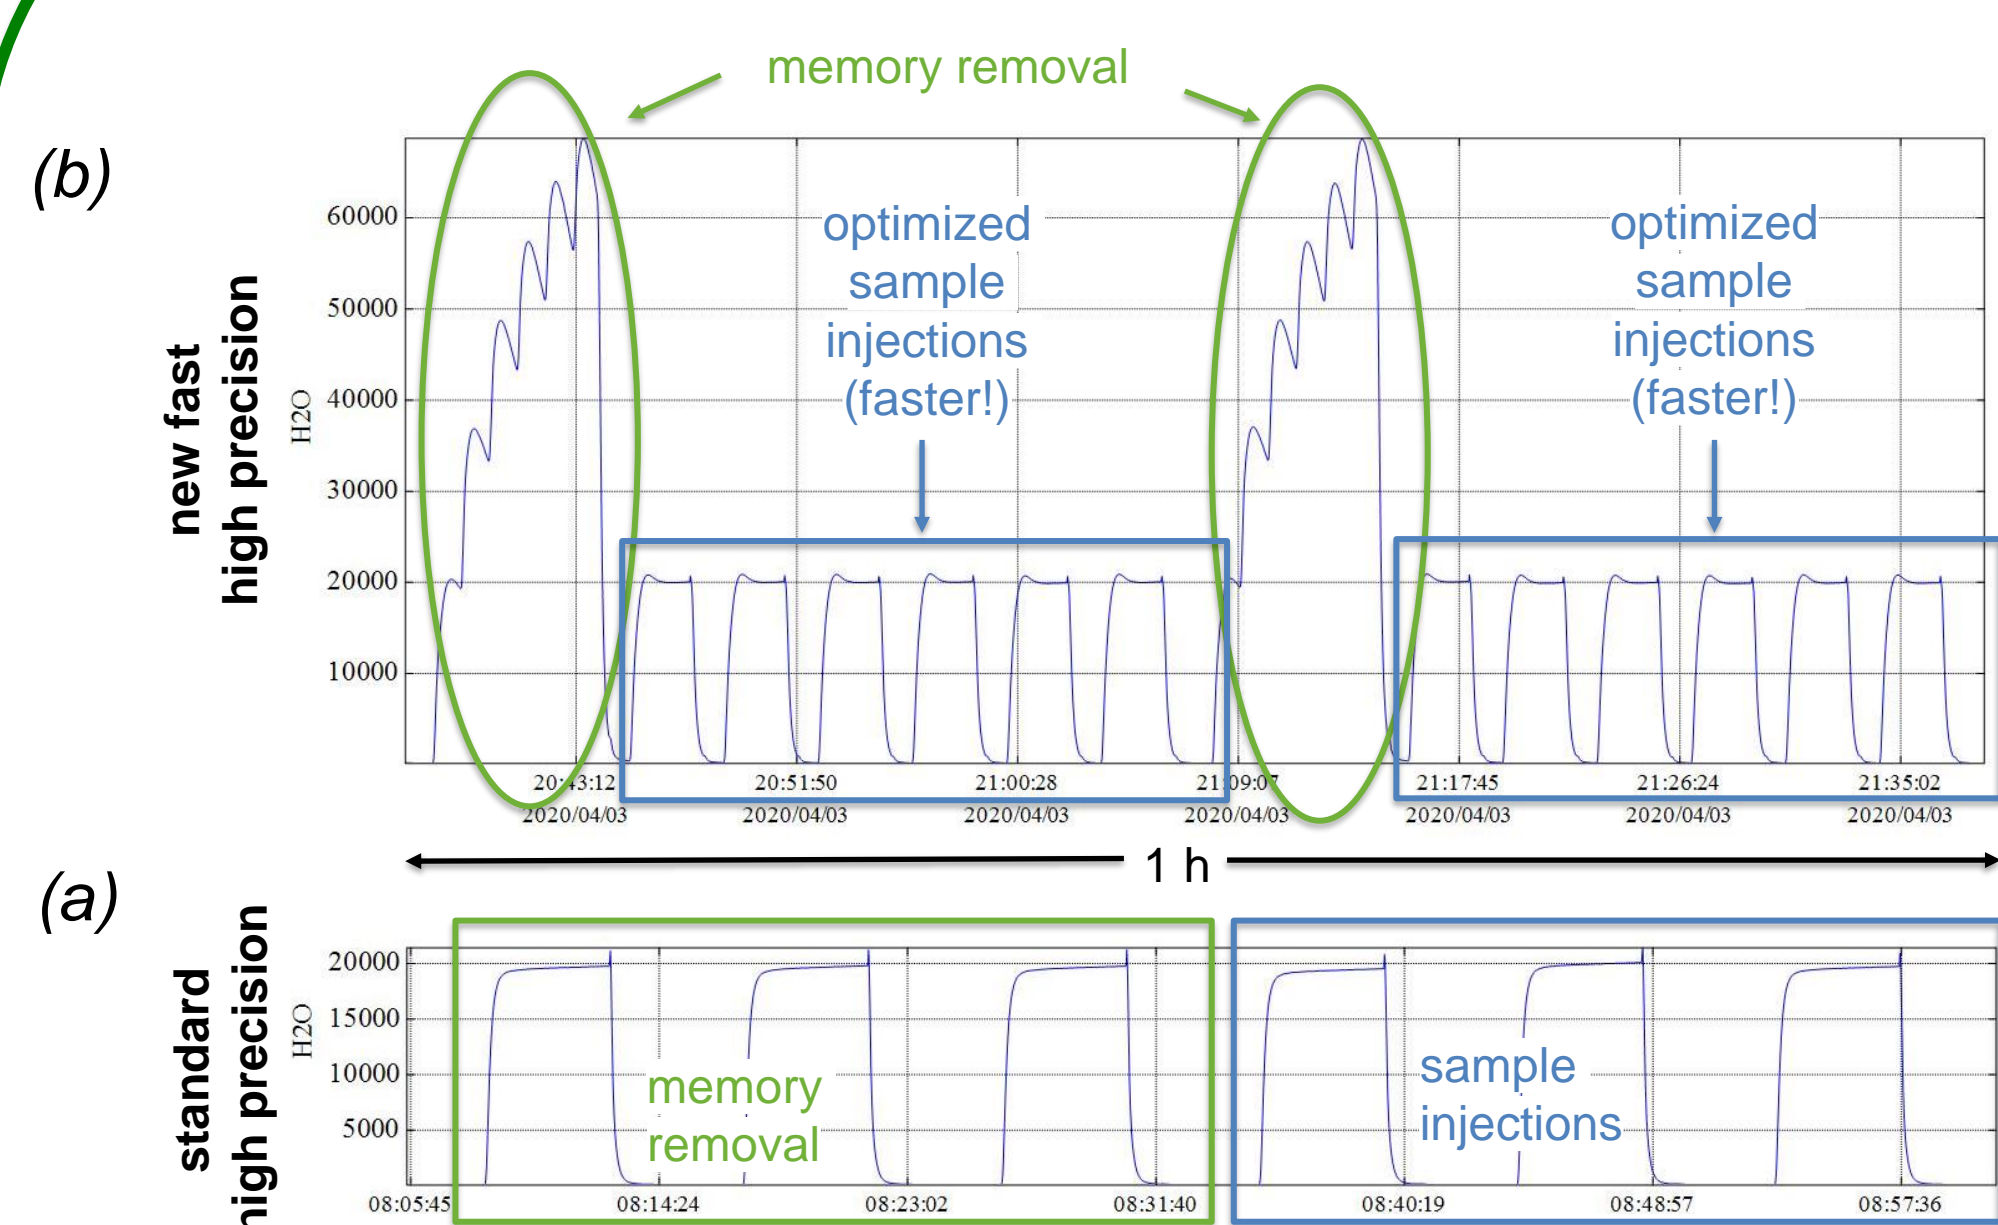 memory removal
(b)
new fast
high precision
H2O
60000
50000
40000
30000
20000
10000
optimized
sample
injections
(faster!)
optimized
sample
injections
(faster!)
20:43:12 20:51:50 21:00:28 21:09:07 21:17:45 21:26:24 21:35:02
2020/04/03 2020/04/03 2020/04/03 2020/04/03 2020/04/03 2020/04/03 2020/04/03
1 h
(a)
standard
high precision
H2O
20000
15000
10000
5000
memory
removal
sample
injections
08:05:45 08:14:24 08:23:02 08:31:40 08:40:19 08:48:57 08:57:36